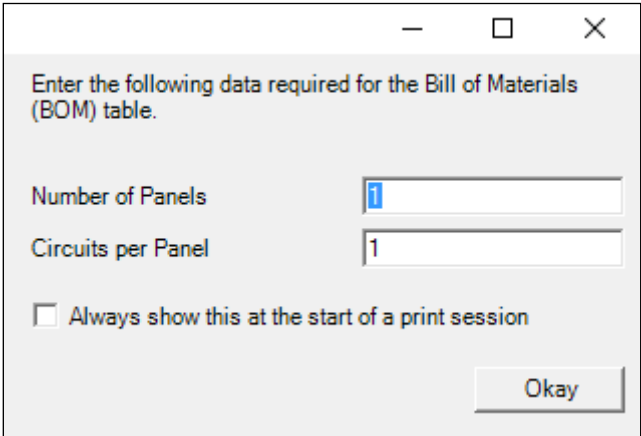 Enter the following data required for the Bill of Materials
(BOM) table.
Number of Panels 1
Circuits per Panel 1
Always show this at the start of a print session
Okay